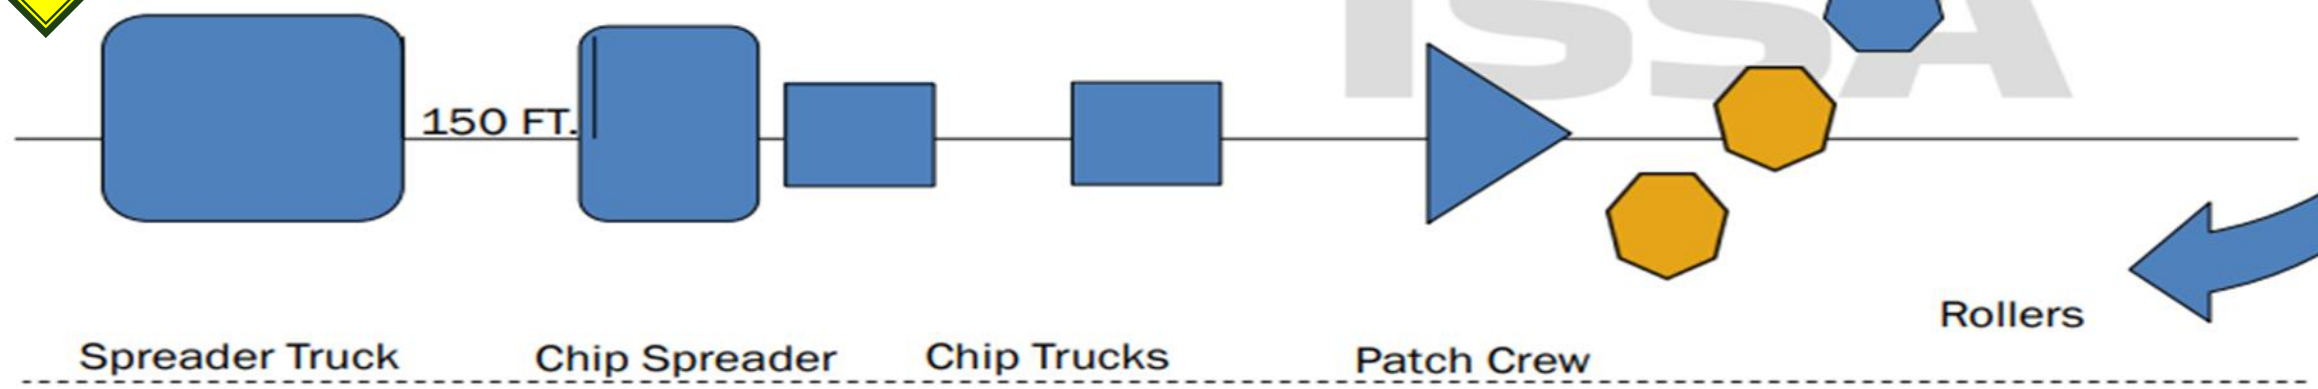 ISSA
150 FT.
Rollers
Spreader Truck
Chip Spreader
Chip Trucks
Patch Crew